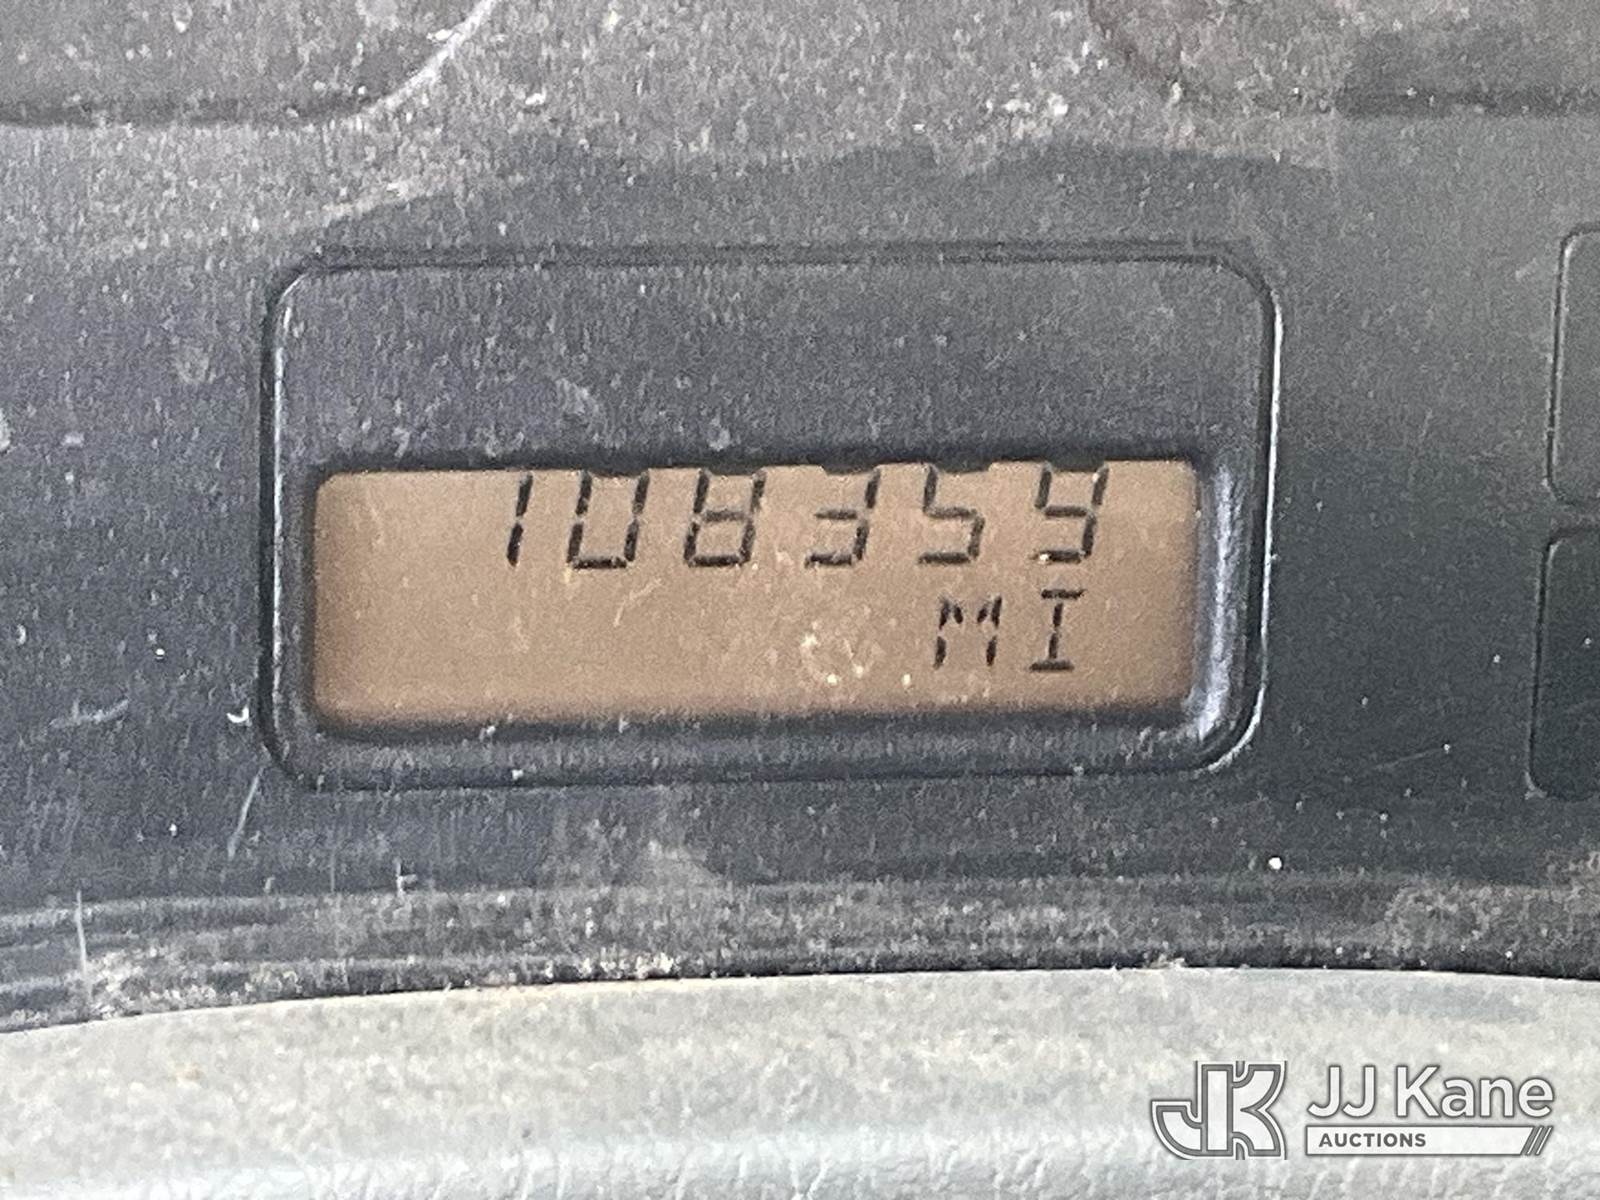 108359
MI
JJ Kane
AUCTIONS